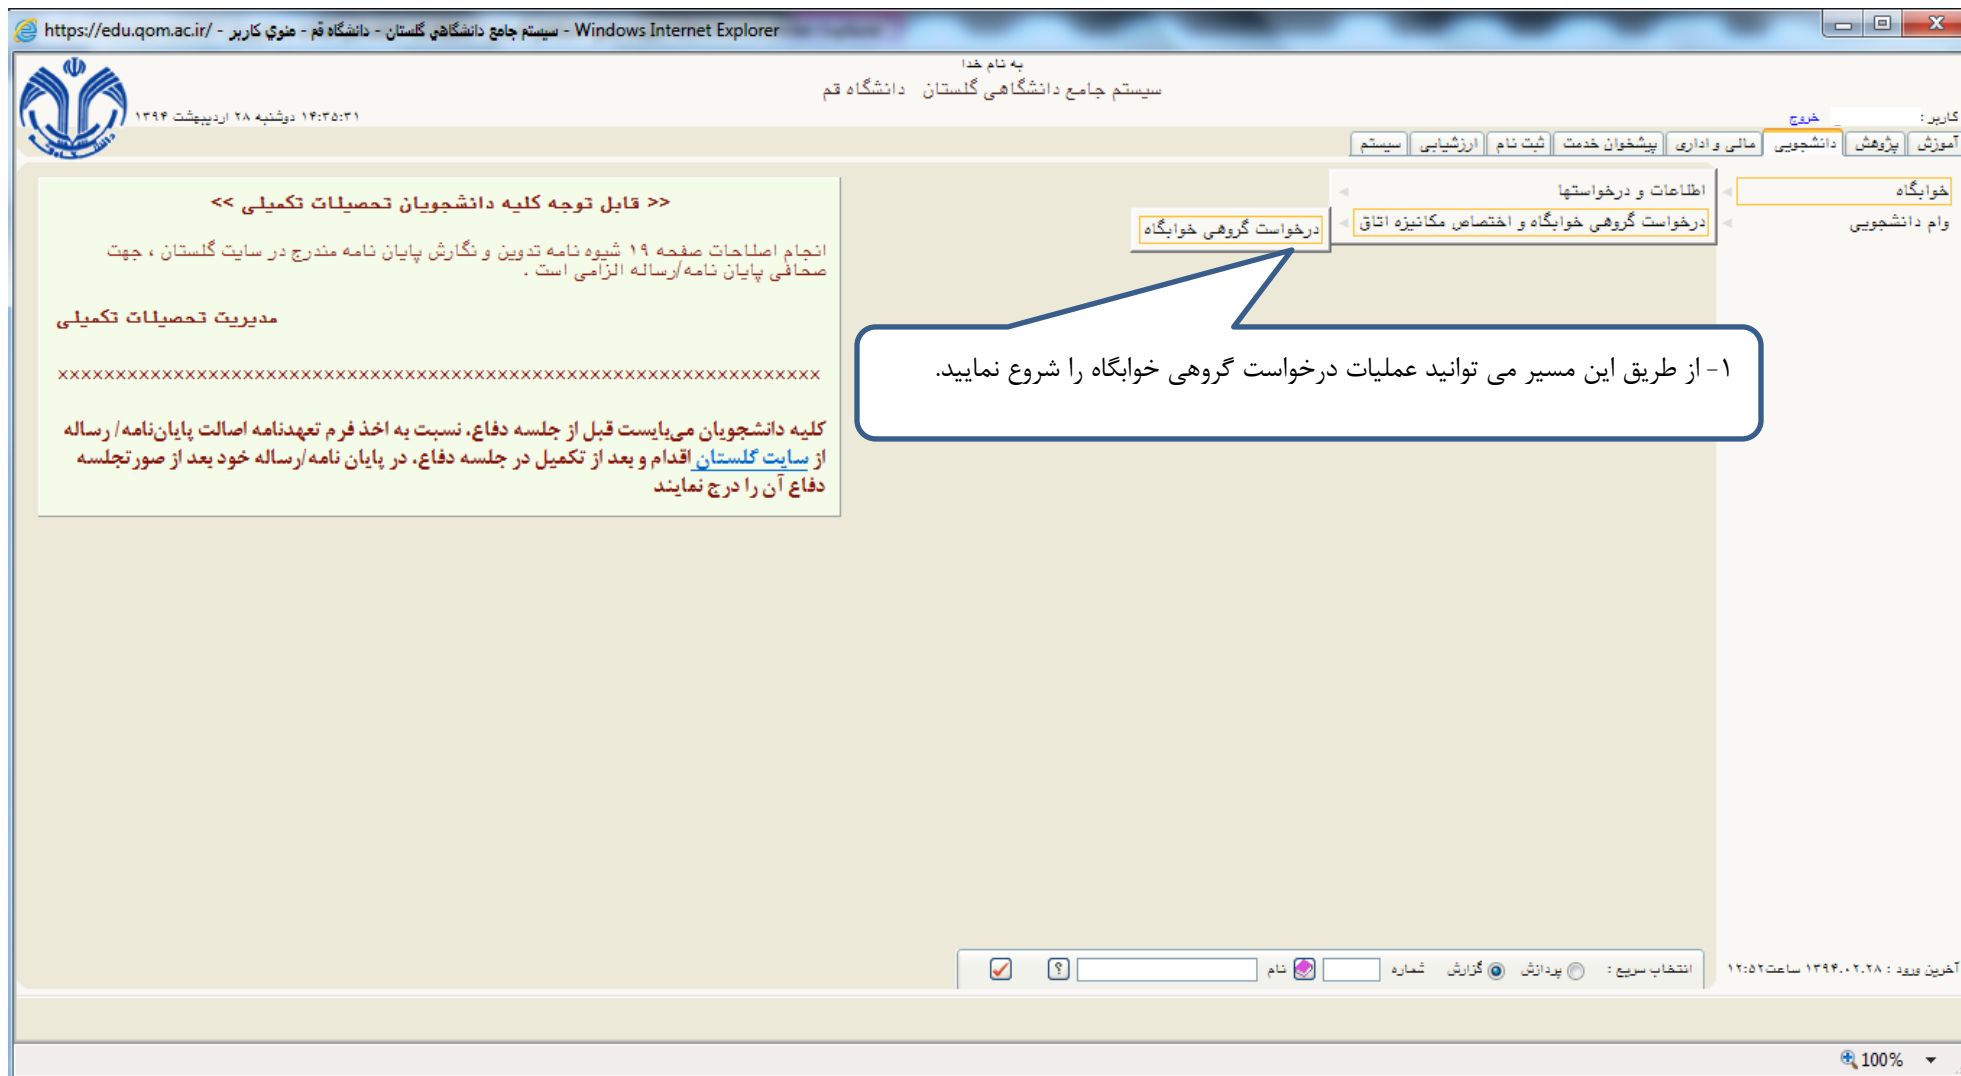 https://edu.qom.ac.ir/ - سیستم جامع دانشگاهي گلستان - دانشگاه قم - منوي کاربر - Windows Internet Explorer
به نام خدا
سیستم جامع دانشگاهی گلستان   دانشگاه قم
۱۴:۳۵:۳۱ دوشنبه ۲۸ اردیبهشت ۱۳۹۴
کاربر : خروج
آموزش پژوهش دانشجویی مالی و اداری پیشخوان خدمت ثبت نام ارزشیابی سیستم
خوابگاه
وام دانشجویی
اطلاعات و درخواستها
درخواست گروهی خوابگاه و اختصاص مکانیزه اتاق
درخواست گروهی خوابگاه
۱- از طریق این مسیر می توانید عملیات درخواست گروهی خوابگاه را شروع نمایید.
<< قابل توجه کلیه دانشجویان تحصیلات تکمیلی >>
انجام اصلاحات صفحه ۱۹ شیوه نامه تدوین و نگارش پایان نامه مندرج در سایت گلستان ، جهت
صحافی پایان نامه/رساله الزامی است .
مدیریت تحصیلات تکمیلی
××××××××××××××××××××××××××××××××××××××××××××××××××××××××××××××××××
کلیه دانشجویان می‌بایست قبل از جلسه دفاع، نسبت به اخذ فرم تعهدنامه اصالت پایان‌نامه/ رساله
از سایت گلستان اقدام و بعد از تکمیل در جلسه دفاع، در پایان نامه/رساله خود بعد از صورتجلسه
دفاع آن را درج نمایند
آخرین ورود : ۱۳۹۴.۰۲.۲۸ ساعت۱۲:۵۲
انتخاب سریع : پردازش گزارش شماره نام ?
100%